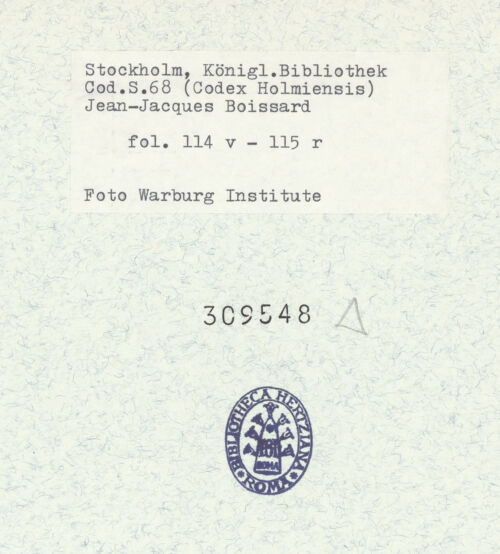 Stockholm, Königl.Bibliothek
Cod.S.68 (Codex Holmiensis)
Jean-Jacques Boissard
fol. 114 v - 115 r
Foto Warburg Institute
309548
BIBLIOTHECA HERTZIANA
ROMA
ROMA